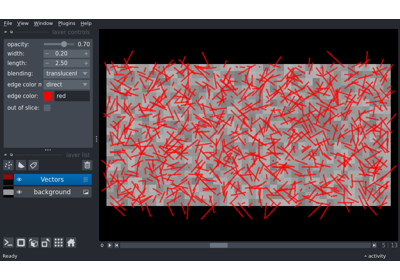 File View Window Plugins Help
layer controls
opacity: 0.70
width: 0.20
length: 2.50
blending: translucent
edge color m direct
edge color: red
out of slice:
layer list
Vectors
background
0 5 13
Ready
activity